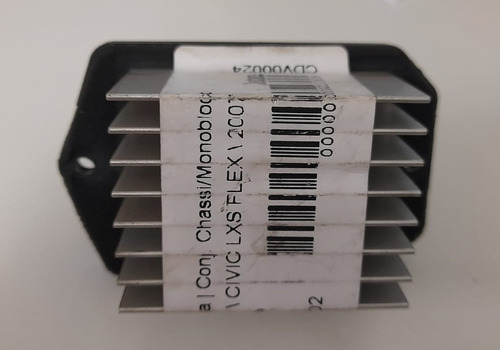 CDV00024
a | Conj. Chassi/Monobloco
\ CIVIC LXS FLEX \ 2007
00000
02